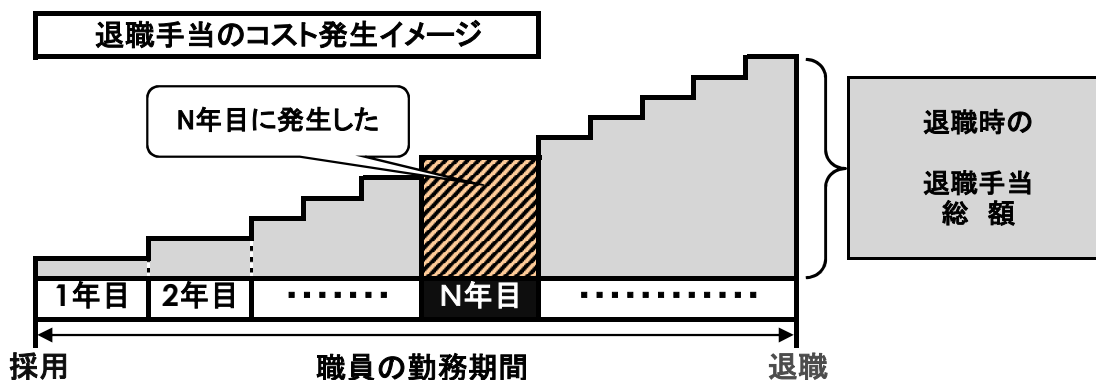 退職手当のコスト発生イメージ
N年目に発生した
退職時の
退職手当
総 額
1年目
2年目
・・・・・・・
N年目
・・・・・・・・・・・・
採用
職員の勤務期間
退職